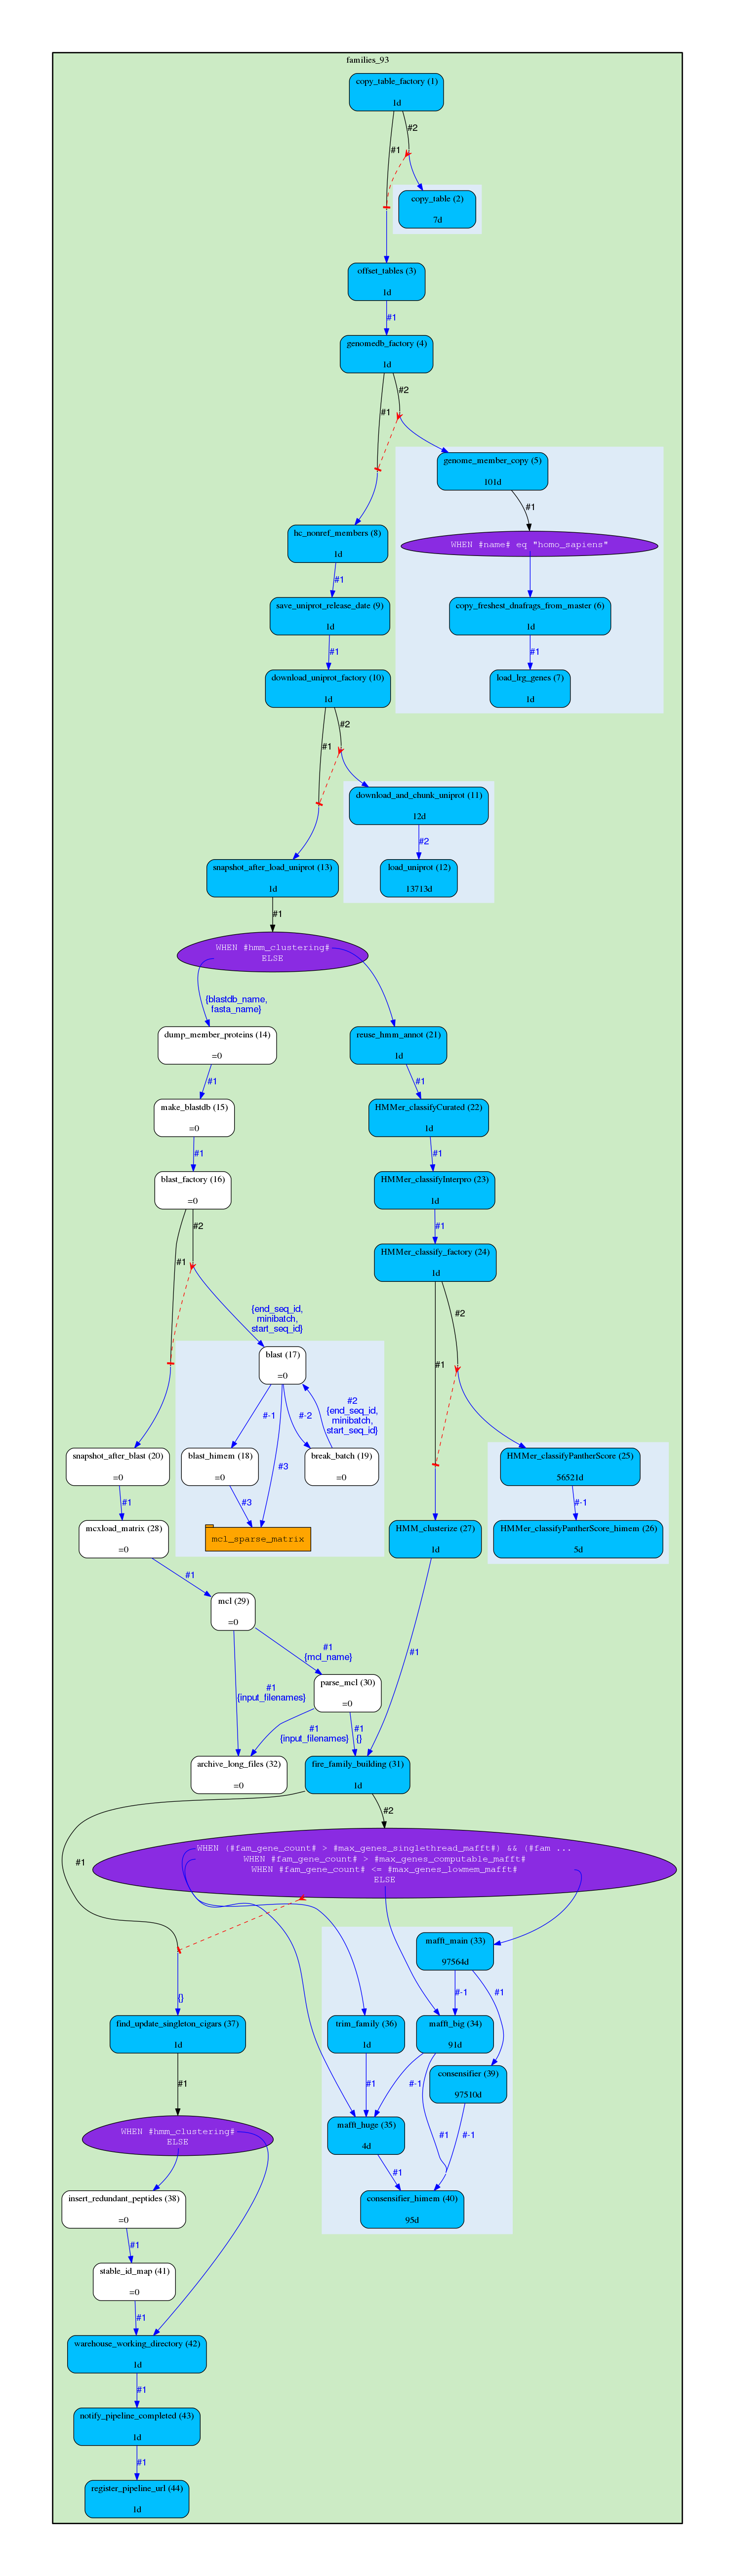 families_93
copy_table_factory (1)
1d
#2
#1
copy_table (2)
7d
offset_tables (3)
1d
#1
genomedb_factory (4)
1d
#2
#1
genome_member_copy (5)
101d
#1
hc_nonref_members (8)
1d
WHEN #name# eq "homo_sapiens"
#1
save_uniprot_release_date (9)
1d
copy_freshest_dnafrags_from_master (6)
1d
#1
#1
download_uniprot_factory (10)
1d
load_lrg_genes (7)
1d
#2
#1
download_and_chunk_uniprot (11)
12d
#2
snapshot_after_load_uniprot (13)
1d
load_uniprot (12)
13713d
#1
WHEN #hmm_clustering#
ELSE
{blastdb_name,
fasta_name}
dump_member_proteins (14)
=0
reuse_hmm_annot (21)
1d
#1
#1
make_blastdb (15)
=0
HMMer_classifyCurated (22)
1d
#1
#1
blast_factory (16)
=0
HMMer_classifyInterpro (23)
1d
#2
#1
#1
HMMer_classify_factory (24)
1d
{end_seq_id,
minibatch,
start_seq_id}
#2
#1
blast (17)
=0
#-1
#-2
#2
{end_seq_id,
minibatch,
start_seq_id}
#3
snapshot_after_blast (20)
=0
blast_himem (18)
=0
break_batch (19)
=0
HMMer_classifyPantherScore (25)
56521d
#1
#3
#-1
mcxload_matrix (28)
=0
mcl_sparse_matrix
HMM_clusterize (27)
1d
HMMer_classifyPantherScore_himem (26)
5d
#1
mcl (29)
=0
#1
{mcl_name}
#1
#1
{input_filenames}
parse_mcl (30)
=0
#1
{input_filenames}
#1
{}
archive_long_files (32)
=0
fire_family_building (31)
1d
#2
#1
WHEN (#fam_gene_count# > #max_genes_singlethread_mafft#) && (#fam ...
WHEN #fam_gene_count# > #max_genes_computable_mafft#
WHEN #fam_gene_count# <= #max_genes_lowmem_mafft#
ELSE
mafft_main (33)
97564d
{}
#-1
#1
find_update_singleton_cigars (37)
1d
trim_family (36)
1d
mafft_big (34)
91d
#1
#1
#-1
consensifier (39)
97510d
WHEN #hmm_clustering#
ELSE
mafft_huge (35)
4d
#1
#-1
#1
insert_redundant_peptides (38)
=0
consensifier_himem (40)
95d
#1
stable_id_map (41)
=0
#1
warehouse_working_directory (42)
1d
#1
notify_pipeline_completed (43)
1d
#1
register_pipeline_url (44)
1d